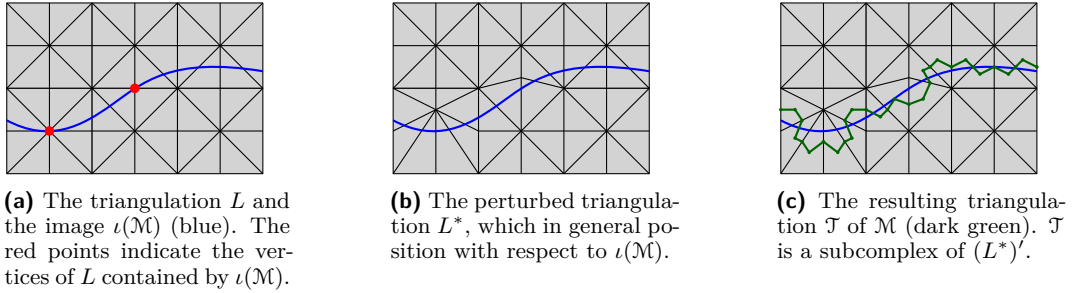 (a) The triangulation L and
the image ι(ℳ) (blue). The
red points indicate the ver-
tices of L contained by ι(ℳ).
(b) The perturbed triangula-
tion L*, which in general po-
sition with respect to ι(ℳ).
(c) The resulting triangula-
tion 𝒯 of ℳ (dark green). 𝒯
is a subcomplex of (L*)′.